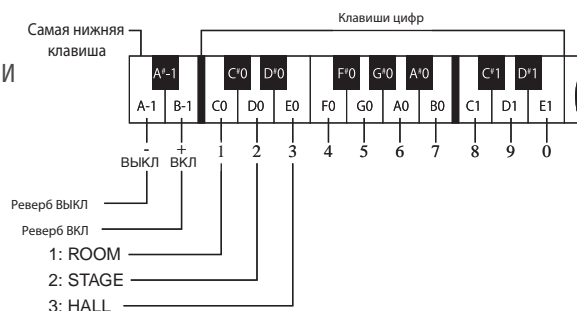 Клавиши цифр
Самая нижняя
клавиша
И
A#-1 C#0 D#0 F#0 G#0 A#0 C#1 D#1
A-1 B-1 C0 D0 E0 F0 G0 A0 B0 C1 D1 E1
- + 1 2 3 4 5 6 7 8 9 0
ВЫКЛ ВКЛ
Реверб ВЫКЛ
Реверб ВКЛ
1: ROOM
2: STAGE
3: HALL